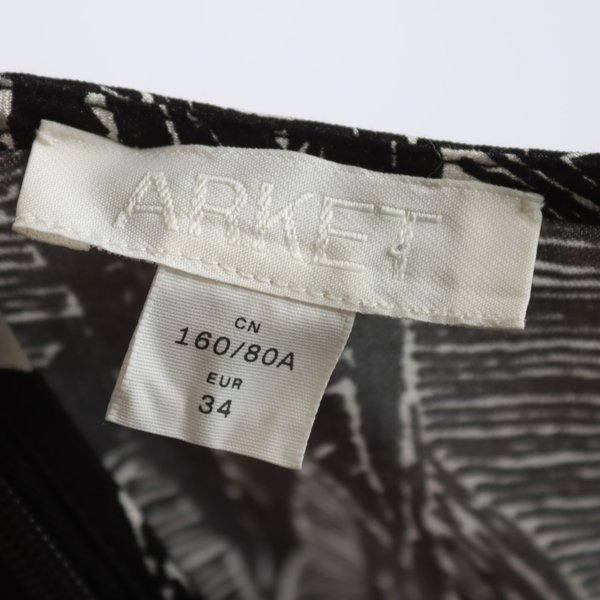 ARKET
CN
160/80A
EUR
34